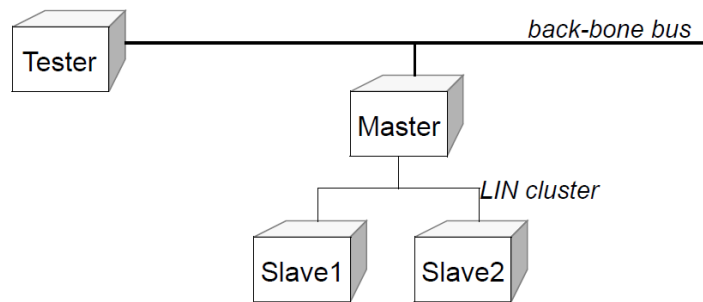 back-bone bus
Tester
Master
LIN cluster
Slave1
Slave2